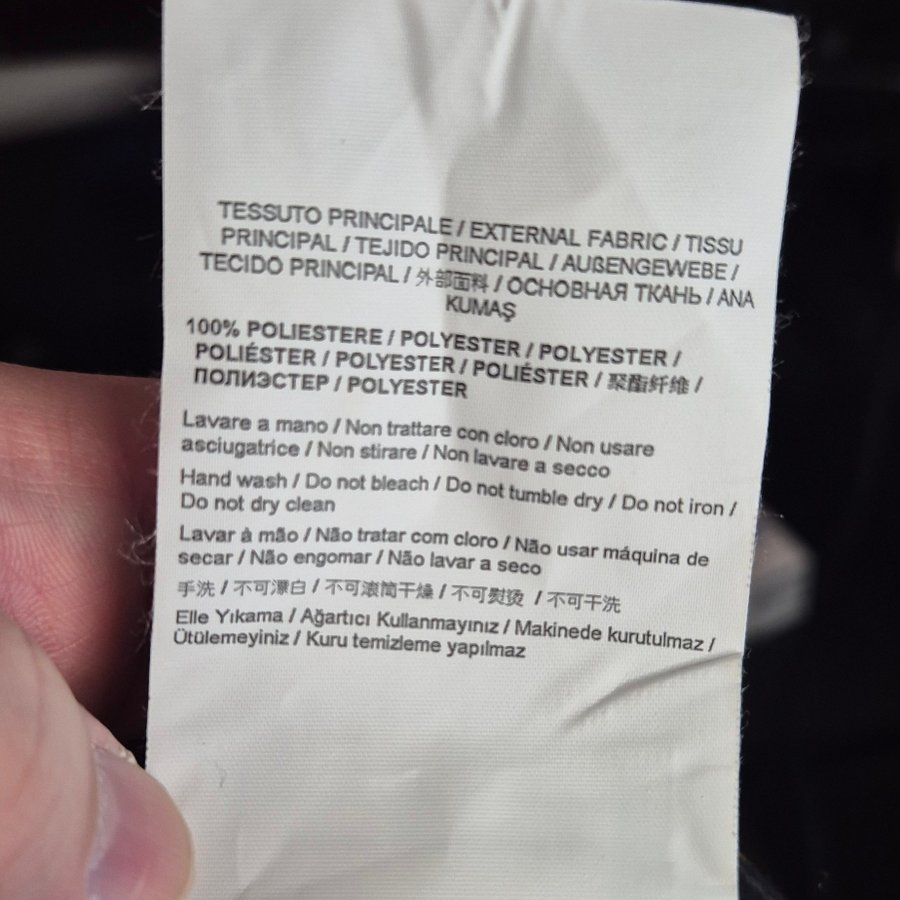 TESSUTO PRINCIPALE / EXTERNAL FABRIC / TISSU
PRINCIPAL / TEJIDO PRINCIPAL / AUßENGEWEBE /
TECIDO PRINCIPAL / 外部面料 / ОСНОВНАЯ ТКАНЬ / ANA
KUMAŞ
100% POLIESTERE / POLYESTER / POLYESTER /
POLIÉSTER / POLYESTER / POLIÉSTER / 聚酯纤维 /
ПОЛИЭСТЕР / POLYESTER
Lavare a mano / Non trattare con cloro / Non usare
asciugatrice / Non stirare / Non lavare a secco
Hand wash / Do not bleach / Do not tumble dry / Do not iron /
Do not dry clean
Lavar à mão / Não tratar com cloro / Não usar máquina de
secar / Não engomar / Não lavar a seco
手洗 / 不可漂白 / 不可滚筒干燥 / 不可熨烫 / 不可干洗
Elle Yıkama / Ağartıcı Kullanmayınız / Makinede kurutulmaz /
Ütülemeyiniz / Kuru temizleme yapılmaz